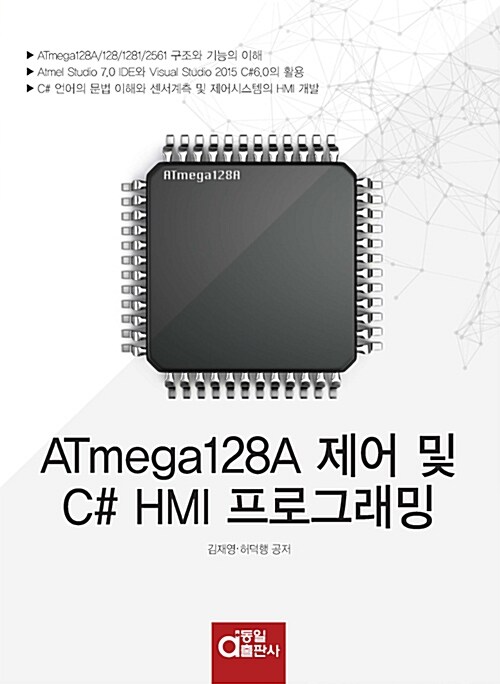 ▶ ATmega128A/128/1281/2561 구조와 기능의 이해
▶ Atmel Studio 7.0 IDE와 Visual Studio 2015 C#6.0의 활용
▶ C# 언어의 문법 이해와 센서계측 및 제어시스템의 HMI 개발
ATmega128A
ATmega128A 제어 및
C# HMI 프로그래밍
김재영·허덕행 공저
동일
출판사